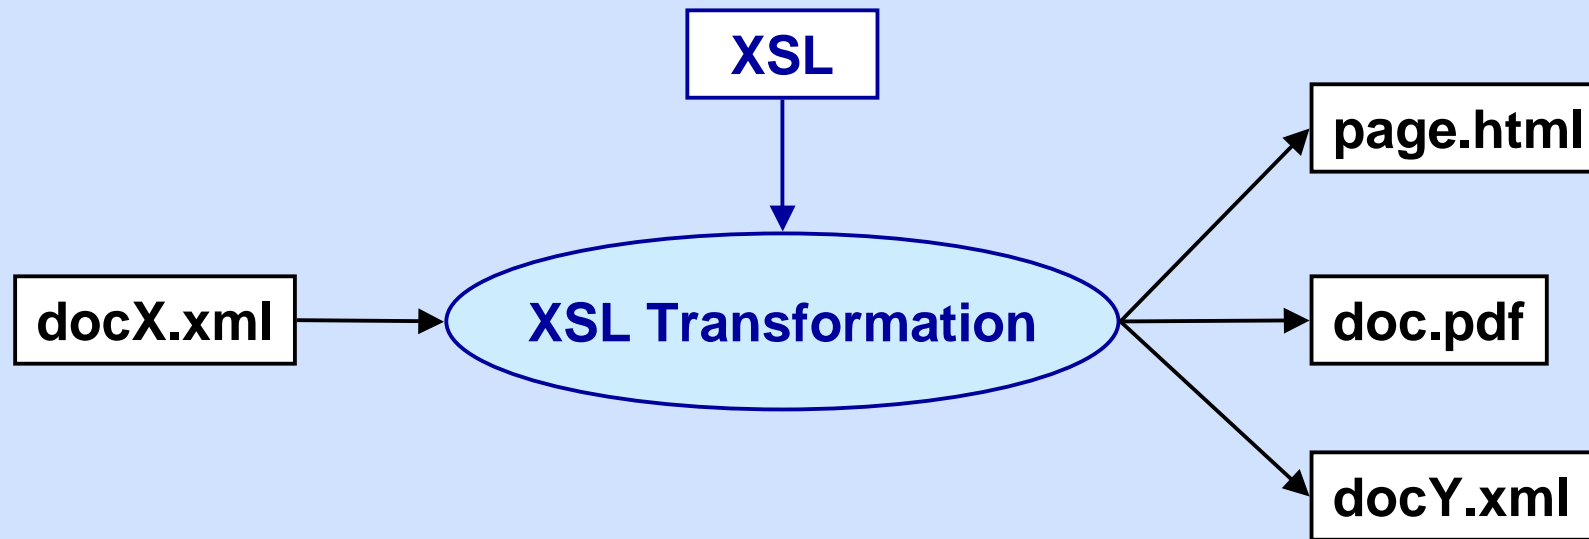 XSL
page.html
docX.xml
XSL Transformation
doc.pdf
docY.xml